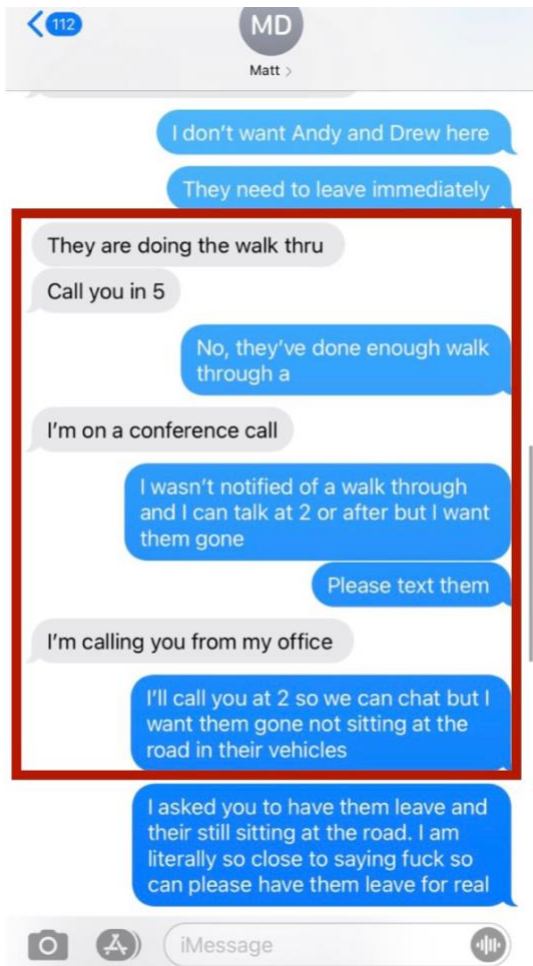 112
MD
Matt >
I don't want Andy and Drew here
They need to leave immediately
They are doing the walk thru
Call you in 5
No, they've done enough walk
through a
I'm on a conference call
I wasn't notified of a walk through
and I can talk at 2 or after but I want
them gone
Please text them
I'm calling you from my office
I'll call you at 2 so we can chat but I
want them gone not sitting at the
road in their vehicles
I asked you to have them leave and
their still sitting at the road. I am
literally so close to saying fuck so
can please have them leave for real
iMessage